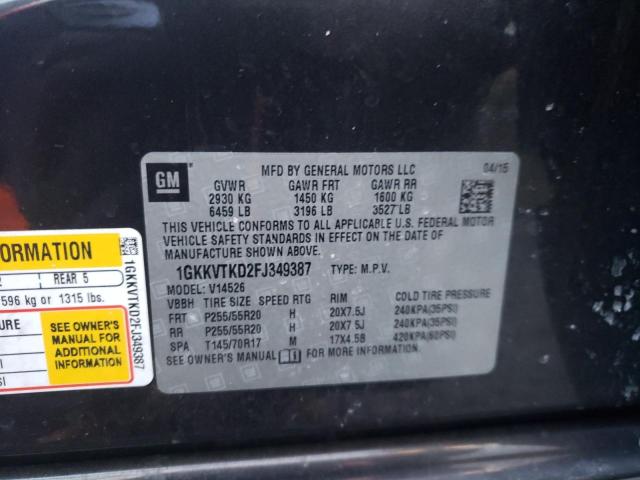 GM
MFD BY GENERAL MOTORS LLC 04/15
GVWR GAWR FRT GAWR RR
2930 KG 1450 KG 1600 KG
6459 LB 3196 LB 3527 LB
THIS VEHICLE CONFORMS TO ALL APPLICABLE U.S. FEDERAL MOTOR
VEHICLE SAFETY STANDARDS IN EFFECT ON THE DATE OF
MANUFACTURE SHOWN ABOVE.
1GKKVTKD2FJ349387 TYPE: M.P.V.
MODEL: V14526
VBBH TIRE SIZE SPEED RTG RIM COLD TIRE PRESSURE
FRT P255/55R20 H 20X7.5J 240KPA(35PSI)
RR P255/55R20 H 20X7.5J 240KPA(35PSI)
SPA T145/70R17 M 17X4.5B 420KPA(60PSI)
SEE OWNER'S MANUAL FOR MORE INFORMATION.
FORMATION
REAR 5
596 kg or 1315 lbs.
SEE OWNER'S
MANUAL FOR
ADDITIONAL
INFORMATION
1GKKVTKD2FJ349387